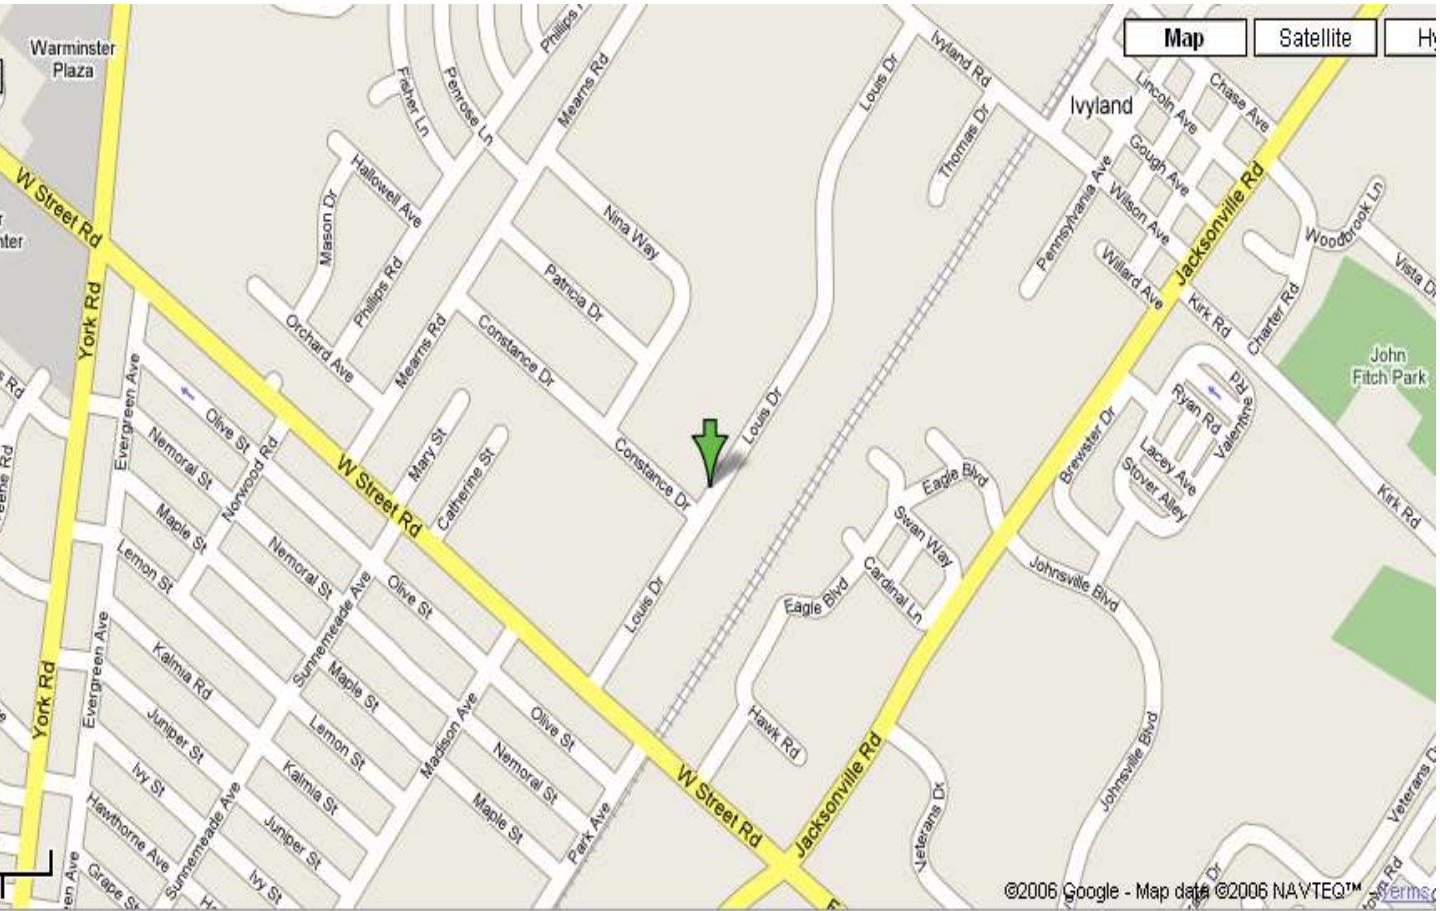 Map
Satellite
Warminster
Plaza
W Street Rd
York Rd
Phillips
Mearns Rd
Fisher Ln
Penrose Ln
Louis Dr
Ivyland Rd
Thomas Dr
Ivyland
Lincoln Ave
Chase Ave
Gough Ave
Pennsylvania Ave
Wilson Ave
Willard Ave
Jacksonville Rd
Woodbrook Ln
Kirk Rd
Charter Rd
John
Fitch Park
Hallowell Ave
Mason Dr
Phillips Rd
Nina Way
Patricia Dr
Orchard Ave
Mearns Rd
Constance Dr
Louis Dr
Brewster Dr
Ryan Rd
Valentine Rd
Lacey Ave
Stover Alley
Kirk Rd
Evergreen Ave
Olive St
Nemoral St
Norwood Rd
W Street Rd
Mary St
Catherine St
Constance Dr
Eagle Blvd
Swan Way
Cardinal Ln
Eagle Blvd
Johnsville Blvd
Maple St
Lemon St
Nemoral St
Olive St
Louis Dr
Sunnemeade Ave
York Rd
Evergreen Ave
Kalmia Rd
Maple St
Madison Ave
Juniper St
Lemon St
Olive St
Hawk Rd
Ivy St
Kalmia St
Nemoral St
W Street Rd
Jacksonville Rd
Veterans Dr
Johnsville Blvd
Hawthorne Ave
Sunnemeade Ave
Juniper St
Maple St
Park Ave
Grape St
Ivy St
©2006 Google - Map data ©2006 NAVTEQ™ - Terms